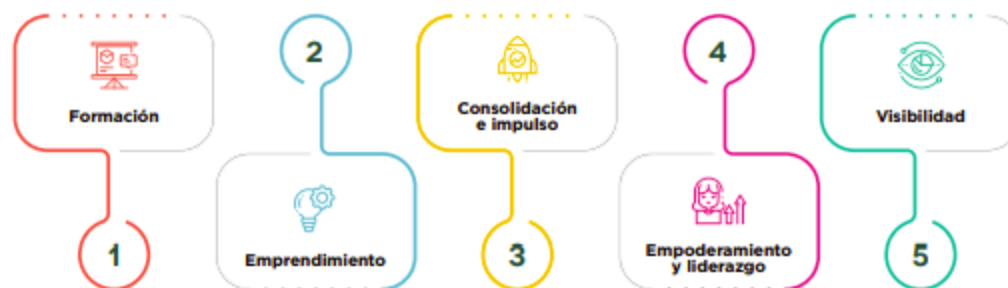 Formación
1
2
Emprendimiento
Consolidación
e impulso
3
4
Empoderamiento
y liderazgo
Visibilidad
5